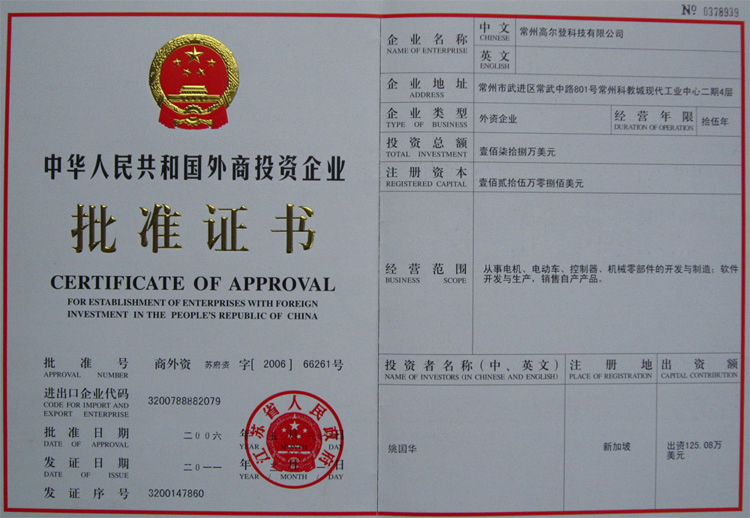 中华人民共和国外商投资企业
批准证书
CERTIFICATE OF APPROVAL
FOR ESTABLISHMENT OF ENTERPRISES WITH FOREIGN
INVESTMENT IN THE PEOPLE'S REPUBLIC OF CHINA
批准号 商外资 苏府资 字[ 2006 ] 66261号
APPROVAL NUMBER
进出口企业代码 3200788882079
CODE FOR IMPORT AND
EXPORT ENTERPRISE
批准日期 二00六 年 日
DATE OF APPROVAL YEAR / MONTH / DAY
发证日期 二0一一 年 日
DATE OF ISSUE YEAR / MONTH / DAY
发证序号 3200147860
江苏省人民政府
No 0378939
企业名称 中文 常州高尔登科技有限公司
NAME OF ENTERPRISE CHINESE
英文
ENGLISH
企业地址 常州市武进区常武中路801号常州科教城现代工业中心二期4层
ADDRESS
企业类型 外资企业 经营年限 拾伍年
TYPE OF BUSINESS DURATION OF OPERATION
投资总额 壹佰柒拾捌万美元
TOTAL INVESTMENT
注册资本 壹佰贰拾伍万零捌佰美元
REGISTERED CAPITAL
经营范围 从事电机、电动车、控制器、机械零部件的开发与制造；软件
BUSINESS SCOPE 开发与生产，销售自产产品。
投资者名称（中、英文） 注册地 出资额
NAME OF INVESTORS (IN CHINESE AND ENGLISH) PLACE OF REGISTRATION CAPITAL CONTRIBUTION
姚国华 新加坡 出资125.08万
美元